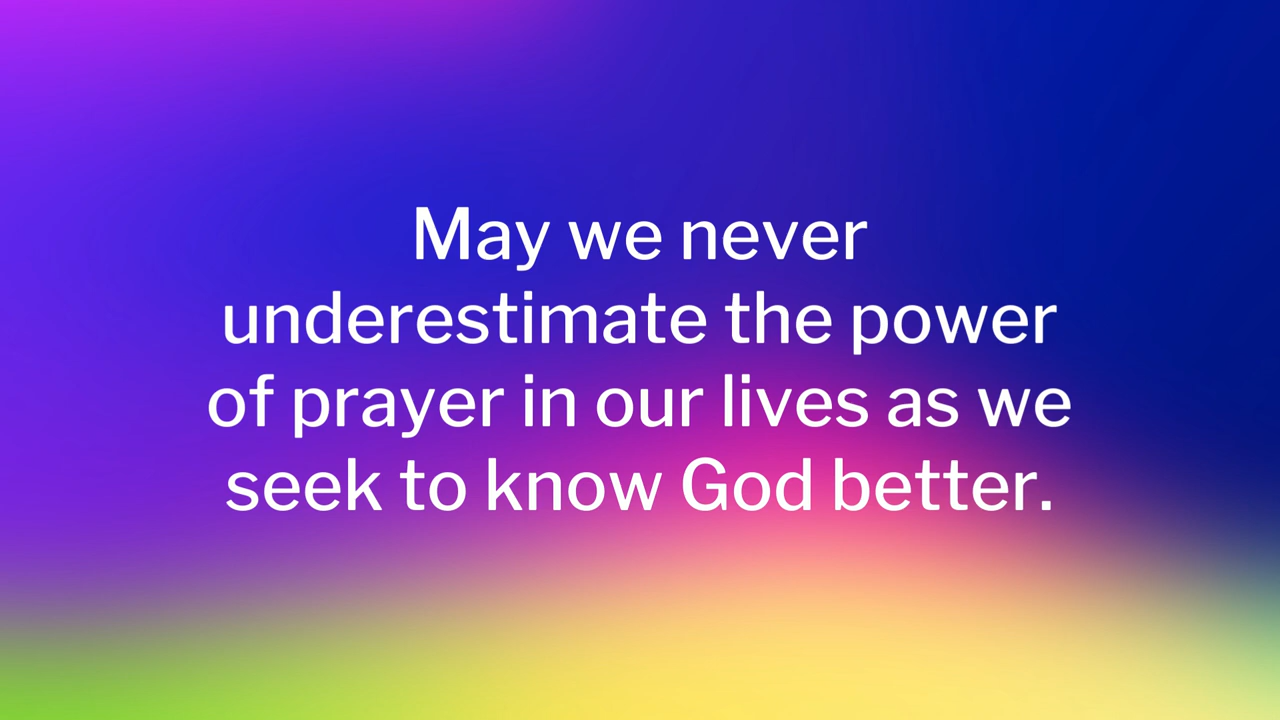 May we never
underestimate the power
of prayer in our lives as we
seek to know God better.